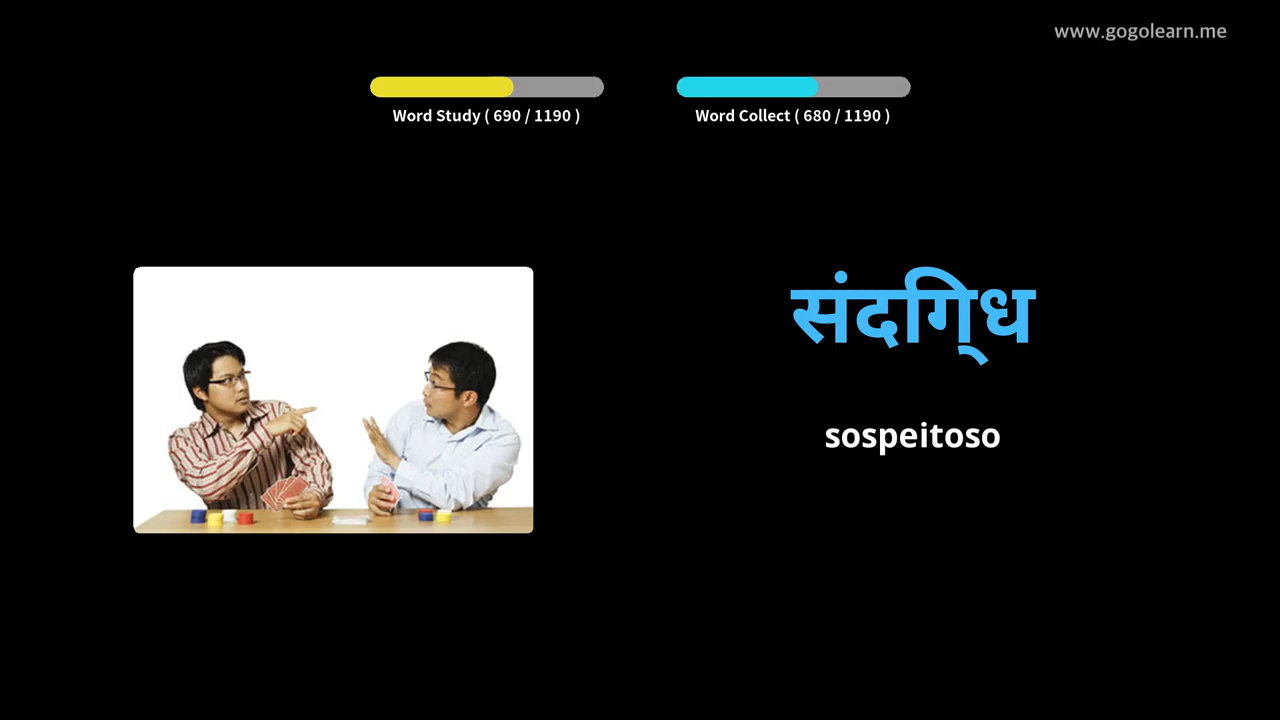 www.gogolearn.me
Word Study ( 690 / 1190 )
Word Collect ( 680 / 1190 )
संदिग्ध
sospeitoso